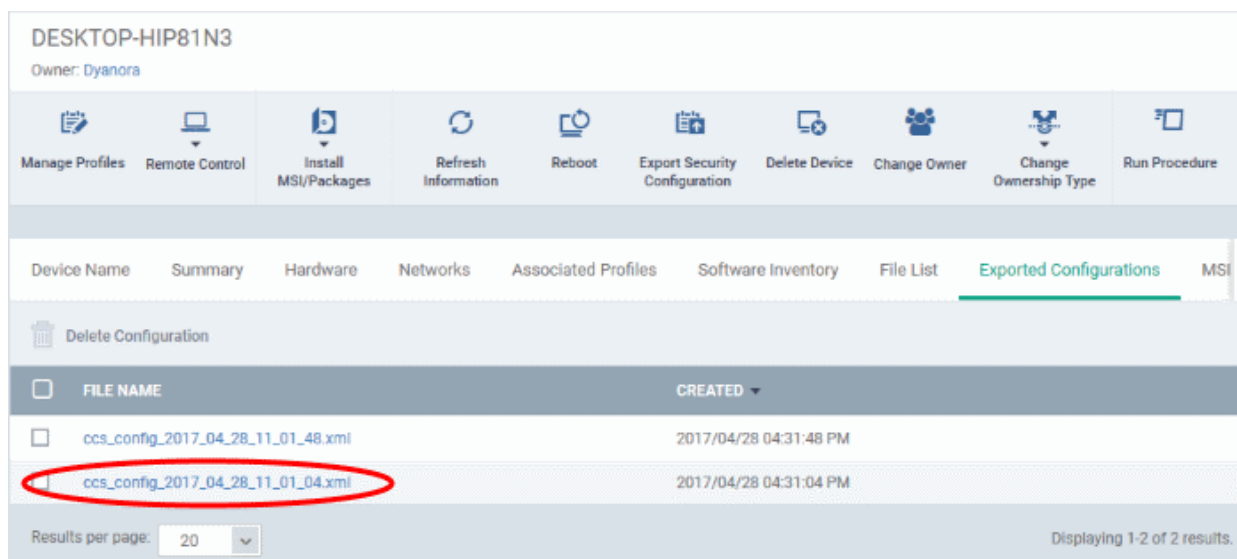 DESKTOP-HIP81N3
Owner: Dyanora
Manage Profiles Remote Control Install MSI/Packages Refresh Information Reboot Export Security Configuration Delete Device Change Owner Change Ownership Type Run Procedure
Device Name Summary Hardware Networks Associated Profiles Software Inventory File List Exported Configurations MSI
Delete Configuration
FILE NAME CREATED
ccs_config_2017_04_28_11_01_48.xml 2017/04/28 04:31:48 PM
ccs_config_2017_04_28_11_01_04.xml 2017/04/28 04:31:04 PM
Results per page: 20 Displaying 1-2 of 2 results.